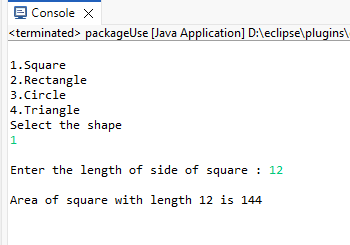 Console
<terminated> packageUse [Java Application] D:\eclipse\plugins\
1.Square
2.Rectangle
3.Circle
4.Triangle
Select the shape
1
Enter the length of side of square : 12
Area of square with length 12 is 144